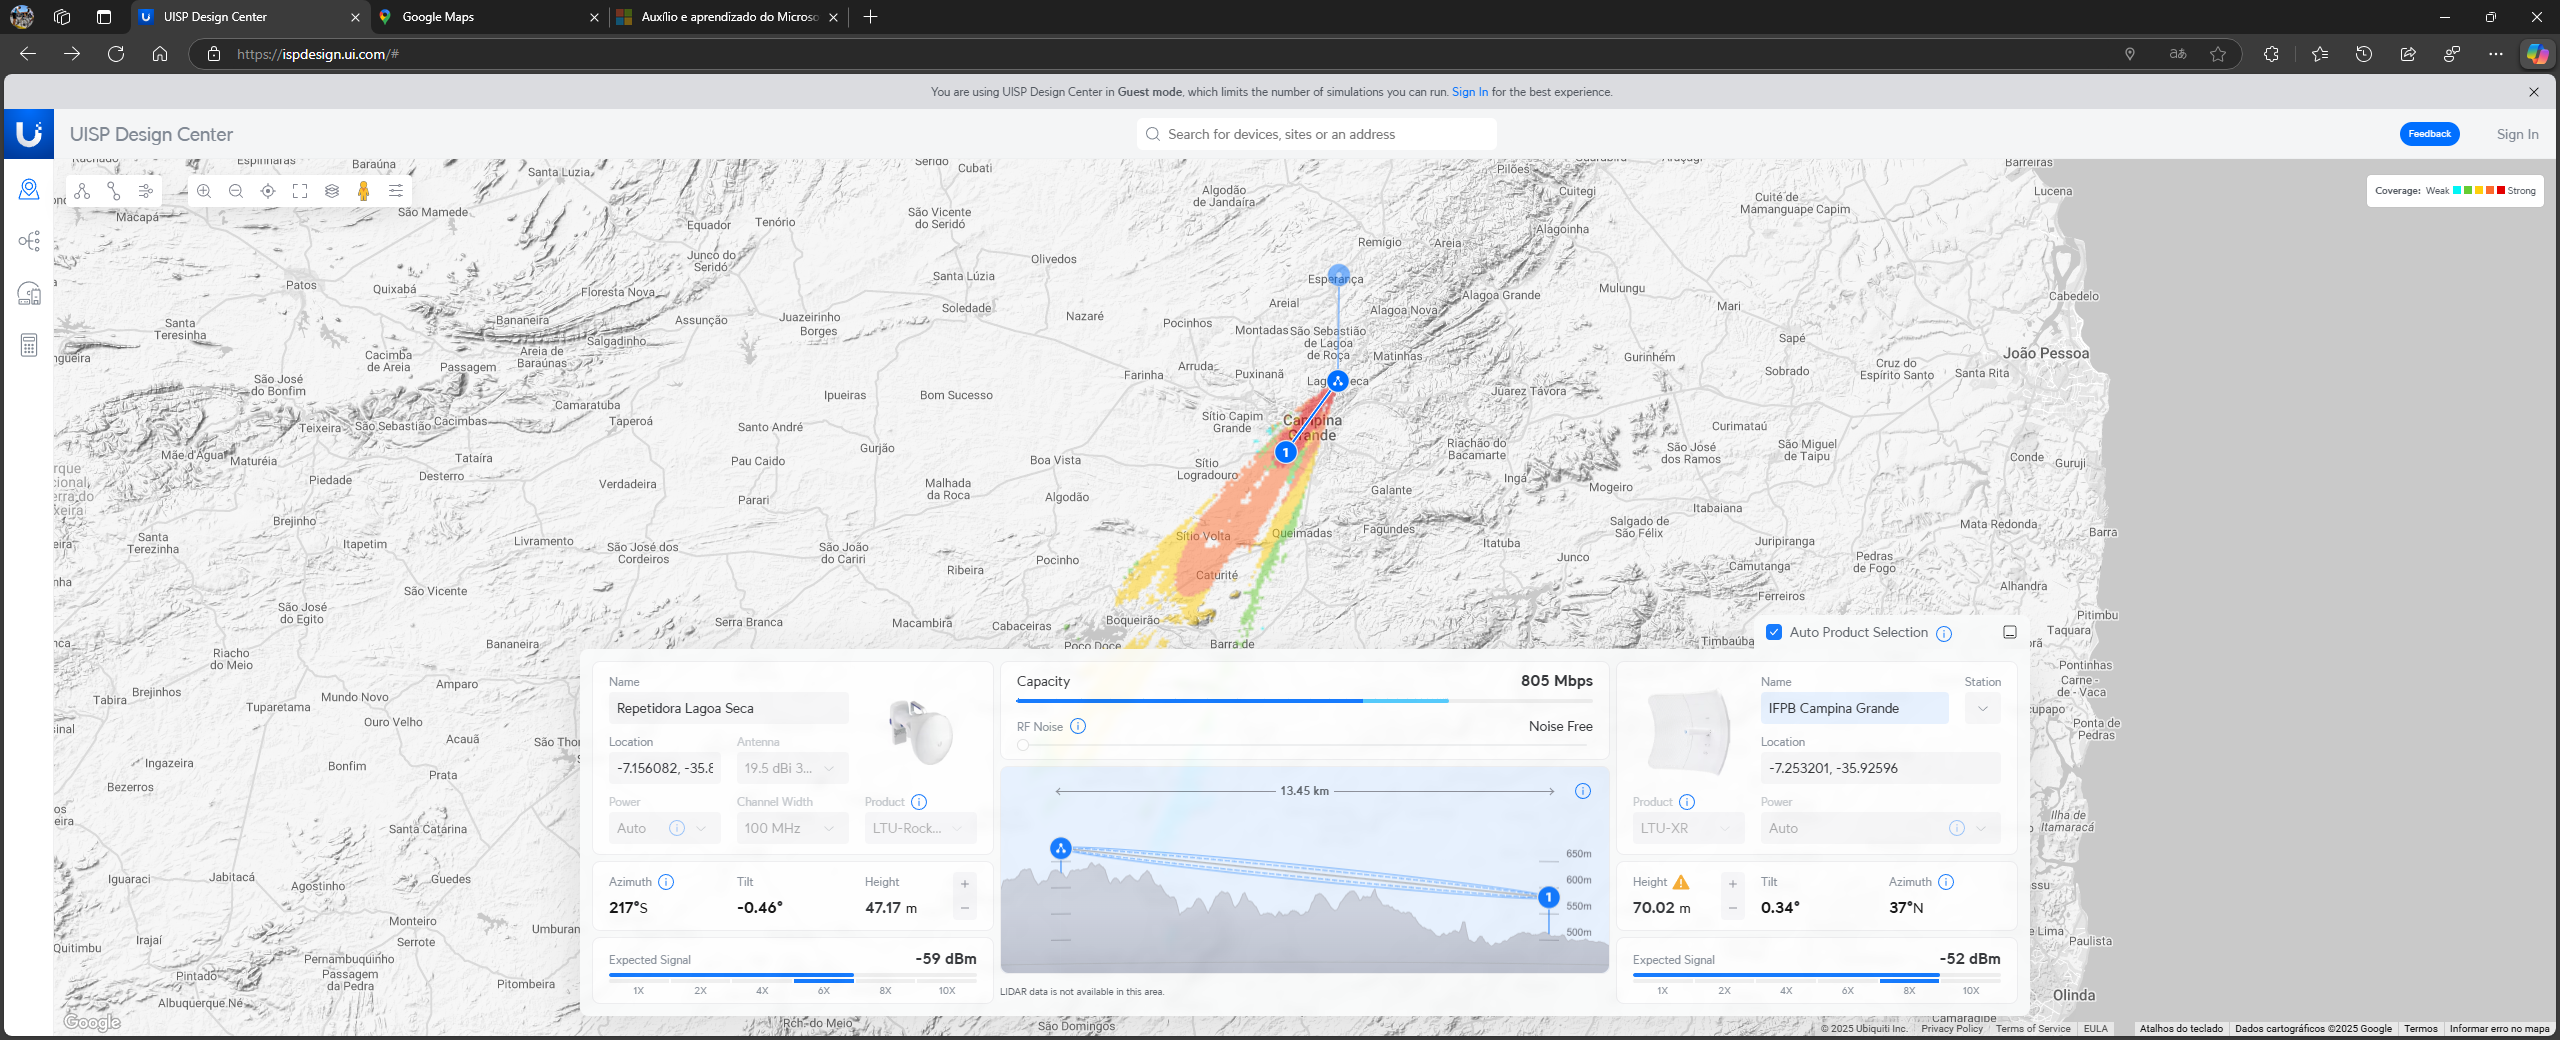 UISP Design Center
Google Maps
Auxílio e aprendizado do Microso
https://ispdesign.ui.com/#
You are using UISP Design Center in Guest mode, which limits the number of simulations you can run. Sign In for the best experience.
UISP Design Center
Search for devices, sites or an address
Feedback
Sign In
Coverage: Weak Strong
Espinharas
Baraúna
Santa Luzia
Seridó
Cubati
Pilões
Cuitegi
Barreiras
Lucena
Macapá
São Mamede
Equador
Tenório
São Vicente
do Seridó
Algodão
de Jandaíra
Cuité de
Mamanguape Capim
Alagoinha
Junco do
Seridó
Olivedos
Remígio
Areia
Patos
Quixabá
Floresta Nova
Santa Lúzia
Esperança
Alagoa Grande
Mulungu
Mari
Cabedelo
Santa
Teresinha
Bananeira
Salgadinho
Assunção
Juazeirinho
Borges
Soledade
Nazaré
Areial
Pocinhos
Montadas
São Sebastião
de Lagoa
de Roça
Alagoa Nova
Matinhas
Gurinhém
Sapé
João Pessoa
Cacimba
de Areia
Passagem
Areia de
Baraúnas
Farinha
Arruda
Puxinanã
Sobrado
Cruz do
Espírito Santo
Santa Rita
São José
do Bonfim
Camaratuba
Taperoá
Ipueiras
Bom Sucesso
Juarez Távora
Teixeira
São Sebastião
Cacimbas
Santo André
Sítio Capim
Grande
Campina
Grande
Curimataú
Mãe d'Água
Maturéia
Tataíra
Desterro
Gurjão
Pau Caido
Boa Vista
Sítio
Logradouro
Riachão do
Bacamarte
São José
dos Ramos
São Miguel
de Taipu
Conde
Guruji
Piedade
Verdadeira
Parari
Malhada
da Roca
Algodão
Galante
Ingá
Mogeiro
Itabaiana
Brejinho
Santa
Terezinha
Itapetim
Livramento
São José dos
Cordeiros
São João
do Cariri
Pocinho
Ribeira
Sítio Volta
Queimadas
Fagundes
Itatuba
Salgado de
São Félix
Junco
Juripiranga
Mata Redonda
Barra
Pedras
de Fogo
Camutanga
Caturité
Ferreiros
Alhandra
São Vicente
São José
do Egito
Bananeira
Serra Branca
Macambira
Cabaceiras
Boqueirão
Barra de
Poço Doce
Timbaúba
Pitimbu
Taquara
Auto Product Selection
Riacho
do Meio
Amparo
Tabira
Brejinhos
Tuparetama
Mundo Novo
Ouro Velho
Acauã
Bonfim
Prata
Ingazeira
Bezerros
Santa Catarina
Iguaraci
Jabitacá
Agostinho
Guedes
Monteiro
Serrote
Quitimbu
Irajaí
Pintado
Albuquerque Né
Pernambuquinho
Passagem
da Pedra
Pitombeira
Umburan
São Tho
Name
Repetidora Lagoa Seca
Location
-7.156082, -35.8
Antenna
19.5 dBi 3...
Power
Auto
Channel Width
100 MHz
Product
LTU-Rock...
Azimuth
217°S
Tilt
-0.46°
Height
47.17 m
Expected Signal
-59 dBm
1X 2X 4X 6X 8X 10X
Capacity
805 Mbps
RF Noise
Noise Free
13.45 km
650m
600m
550m
500m
1
LIDAR data is not available in this area.
Name
IFPB Campina Grande
Station
Location
-7.253201, -35.92596
Product
LTU-XR
Power
Auto
Height
70.02 m
Tilt
0.34°
Azimuth
37°N
Expected Signal
-52 dBm
1X 2X 4X 6X 8X 10X
Pontinhas
Carne -
de - Vaca
Ponta de
Pedras
Ilha de
Itamaracá
Paulista
Olinda
Camaragibe
Rch. do Meio
São Domingos
Google
© 2025 Ubiquiti Inc. Privacy Policy Terms of Service EULA
Atalhos do teclado Dados cartográficos ©2025 Google Termos Informar erro no mapa